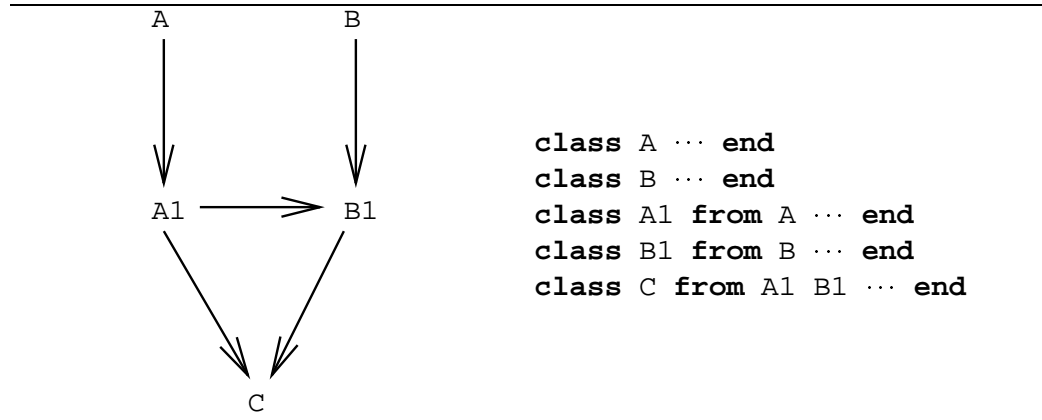 A B
A1 B1
C
class A ··· end
class B ··· end
class A1 from A ··· end
class B1 from B ··· end
class C from A1 B1 ··· end